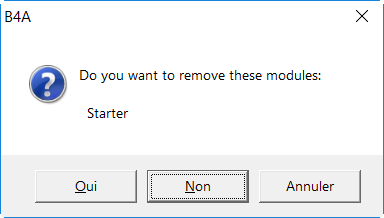 B4A
Do you want to remove these modules:
Starter
Oui
Non
Annuler